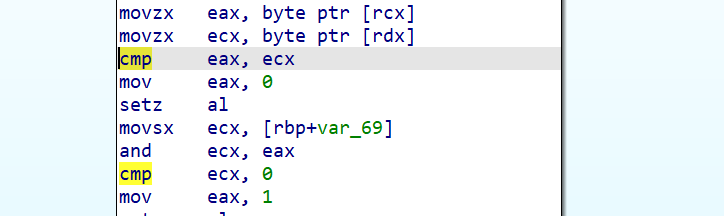 movzx eax, byte ptr [rcx]
movzx ecx, byte ptr [rdx]
cmp eax, ecx
mov eax, 0
setz al
movsx ecx, [rbp+var_69]
and ecx, eax
cmp ecx, 0
mov eax, 1